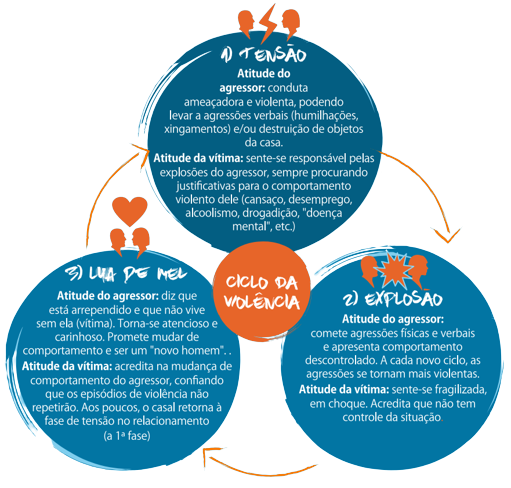 1) TENSÃO
Atitude do
agressor: conduta
ameaçadora e violenta, podendo
levar a agressões verbais (humilhações,
xingamentos) e/ou destruição de objetos
da casa.
Atitude da vítima: sente-se responsável pelas
explosões do agressor, sempre procurando
justificativas para o comportamento
violento dele (cansaço, desemprego,
alcoolismo, drogadição, "doença
mental", etc.)
CICLO DA
VOLÊNCIA
2) EXPLOSÃO
Atitude do agressor:
comete agressões físicas e verbais
e apresenta comportamento
descontrolado. A cada novo ciclo, as
agressões se tornam mais violentas.
Atitude da vítima: sente-se fragilizada,
em choque. Acredita que não tem
controle da situação.
3) LUA DE MEL
Atitude do agressor: diz que
está arrependido e que não vive
sem ela (vítima). Torna-se atencioso e
carinhoso. Promete mudar de
comportamento e ser um "novo homem". .
Atitude da vítima: acredita na mudança de
comportamento do agressor, confiando
que os episódios de violência não
repetirão. Aos poucos, o casal retorna à
fase de tensão no relacionamento
(a 1ª fase)